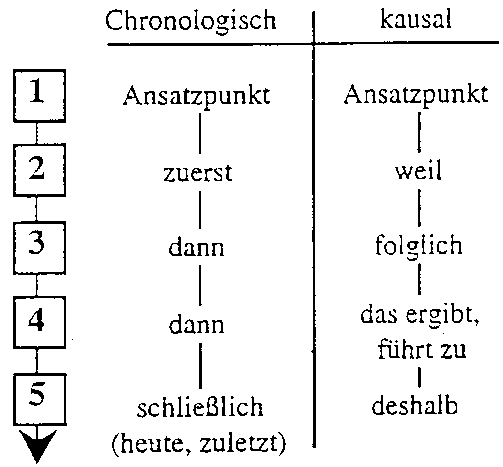 Chronologisch kausal
1 Ansatzpunkt Ansatzpunkt
2 zuerst weil
3 dann folglich
4 dann das ergibt,
führt zu
5 schließlich deshalb
(heute, zuletzt)